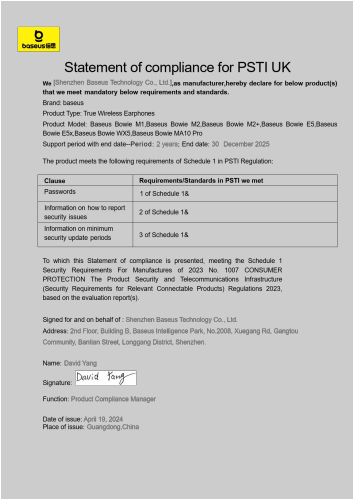 baseus倍思
Statement of compliance for PSTI UK
We [Shenzhen Baseus Technology Co., Ltd.],as manufacturer,hereby declare for below product(s)
that we meet mandatory below requirements and standards.
Brand: baseus
Product Type: True Wireless Earphones
Product Model: Baseus Bowie M1,Baseus Bowie M2,Baseus Bowie M2+,Baseus Bowie E5,Baseus
Bowie E5x,Baseus Bowie WX5,Baseus Bowie MA10 Pro
Support period with end date--Period: 2 years; End date: 30 December 2025
The product meets the following requirements of Schedule 1 in PSTI Regulation:
Clause Requirements/Standards in PSTI we met
Passwords 1 of Schedule 1&
Information on how to report
security issues 2 of Schedule 1&
Information on minimum
security update periods 3 of Schedule 1&
To which this Statement of compliance is presented, meeting the Schedule 1
Security Requirements For Manufactures of 2023 No. 1007 CONSUMER
PROTECTION The Product Security and Telecommunications Infrastructure
(Security Requirements for Relevant Connectable Products) Regulations 2023,
based on the evaluation report(s).
Signed for and on behalf of : Shenzhen Baseus Technology Co., Ltd.
Address: 2nd Floor, Building B, Baseus Intelligence Park, No.2008, Xuegang Rd, Gangtou
Community, Bantian Street, Longgang District, Shenzhen.
Name: David Yang
Signature: David Yang
Function: Product Compliance Manager
Date of issue: April 19, 2024
Place of issue: Guangdong,China